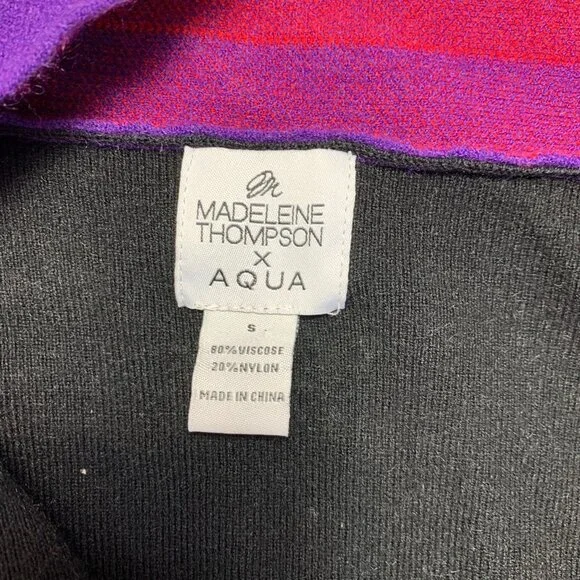 MADELEINE
THOMPSON
X
AQUA
S
80% VISCOSE
20% NYLON
MADE IN CHINA